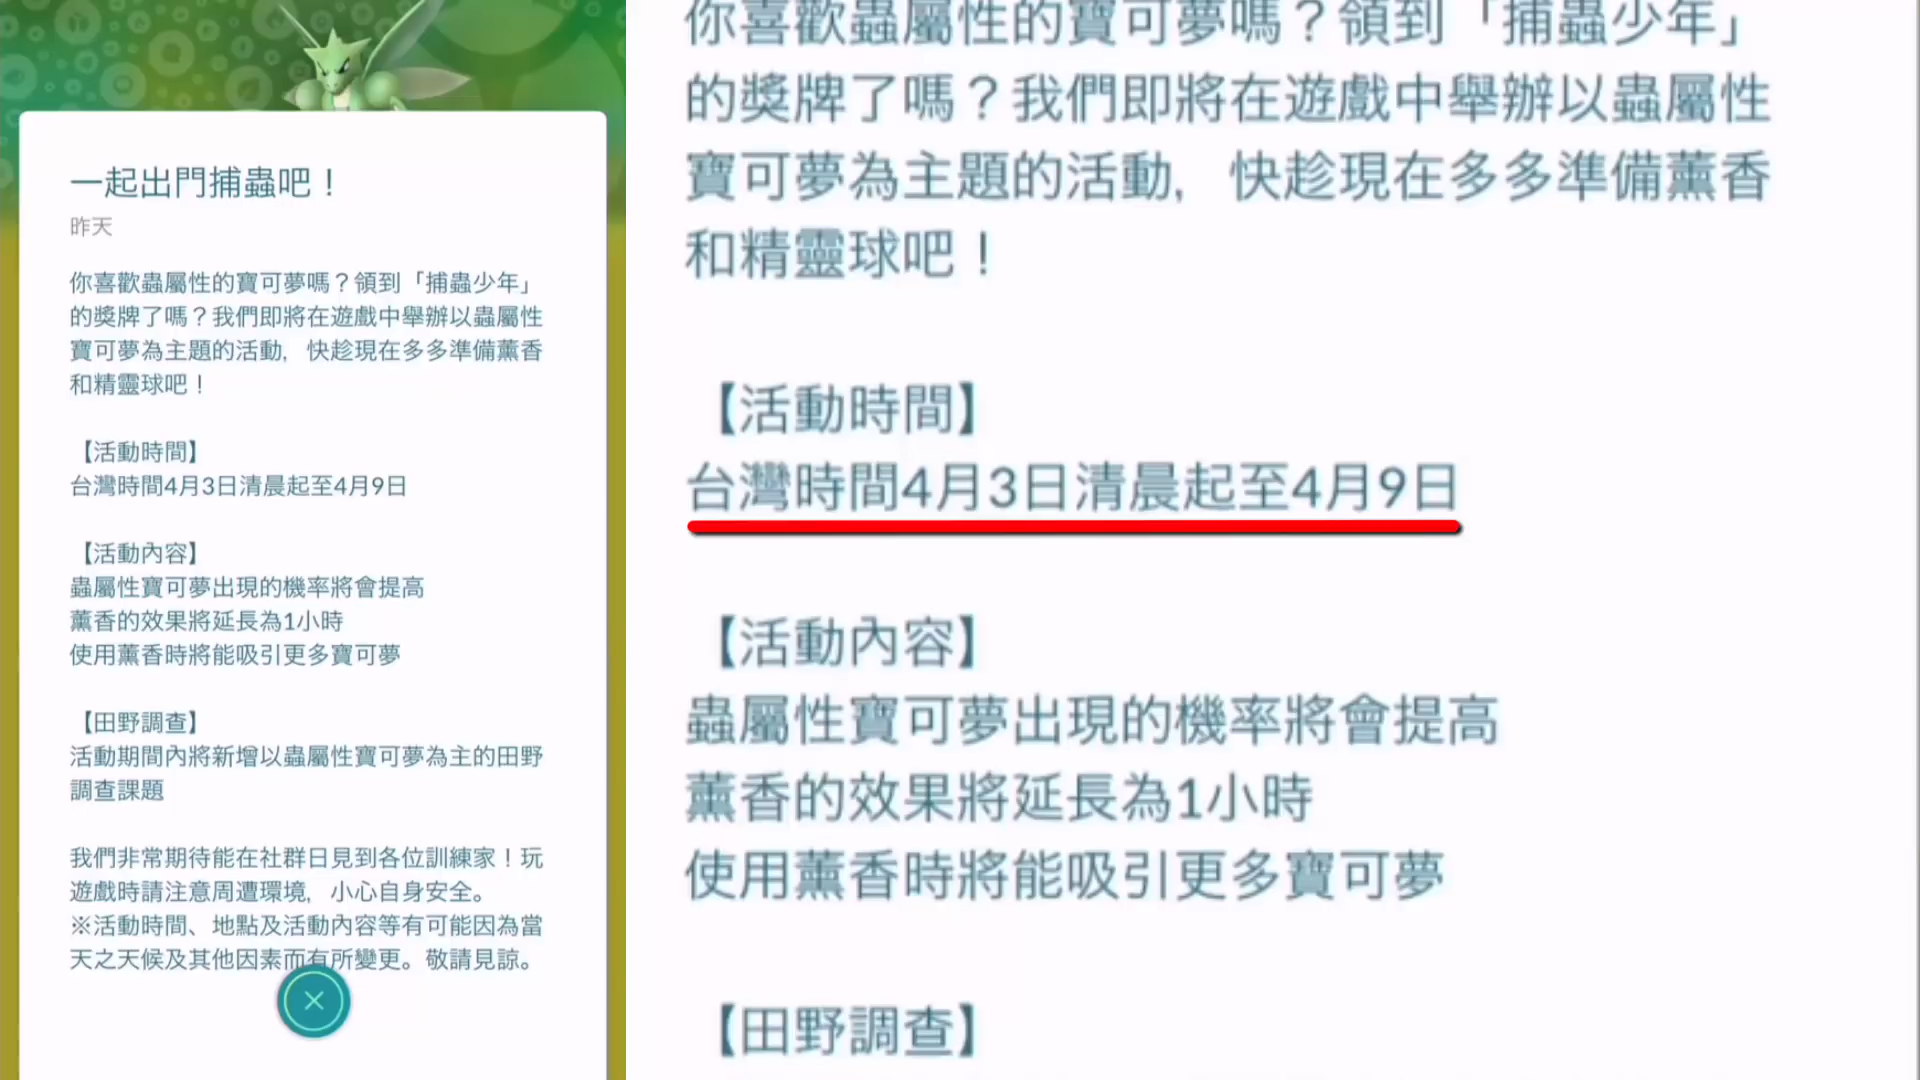 一起出門捕蟲吧！
昨天
你喜歡蟲屬性的寶可夢嗎？領到「捕蟲少年」
的獎牌了嗎？我們即將在遊戲中舉辦以蟲屬性
寶可夢為主題的活動，快趁現在多多準備薰香
和精靈球吧！
【活動時間】
台灣時間4月3日清晨起至4月9日
【活動內容】
蟲屬性寶可夢出現的機率將會提高
薰香的效果將延長為1小時
使用薰香時將能吸引更多寶可夢
【田野調查】
活動期間內將新增以蟲屬性寶可夢為主的田野
調查課題
我們非常期待能在社群日見到各位訓練家！玩
遊戲時請注意周遭環境，小心自身安全。
※活動時間、地點及活動內容等有可能因為當
天之天候及其他因素而有所變更。敬請見諒。
你喜歡蟲屬性的寶可夢嗎？領到「捕蟲少年」
的獎牌了嗎？我們即將在遊戲中舉辦以蟲屬性
寶可夢為主題的活動，快趁現在多多準備薰香
和精靈球吧！
【活動時間】
台灣時間4月3日清晨起至4月9日
【活動內容】
蟲屬性寶可夢出現的機率將會提高
薰香的效果將延長為1小時
使用薰香時將能吸引更多寶可夢
【田野調查】